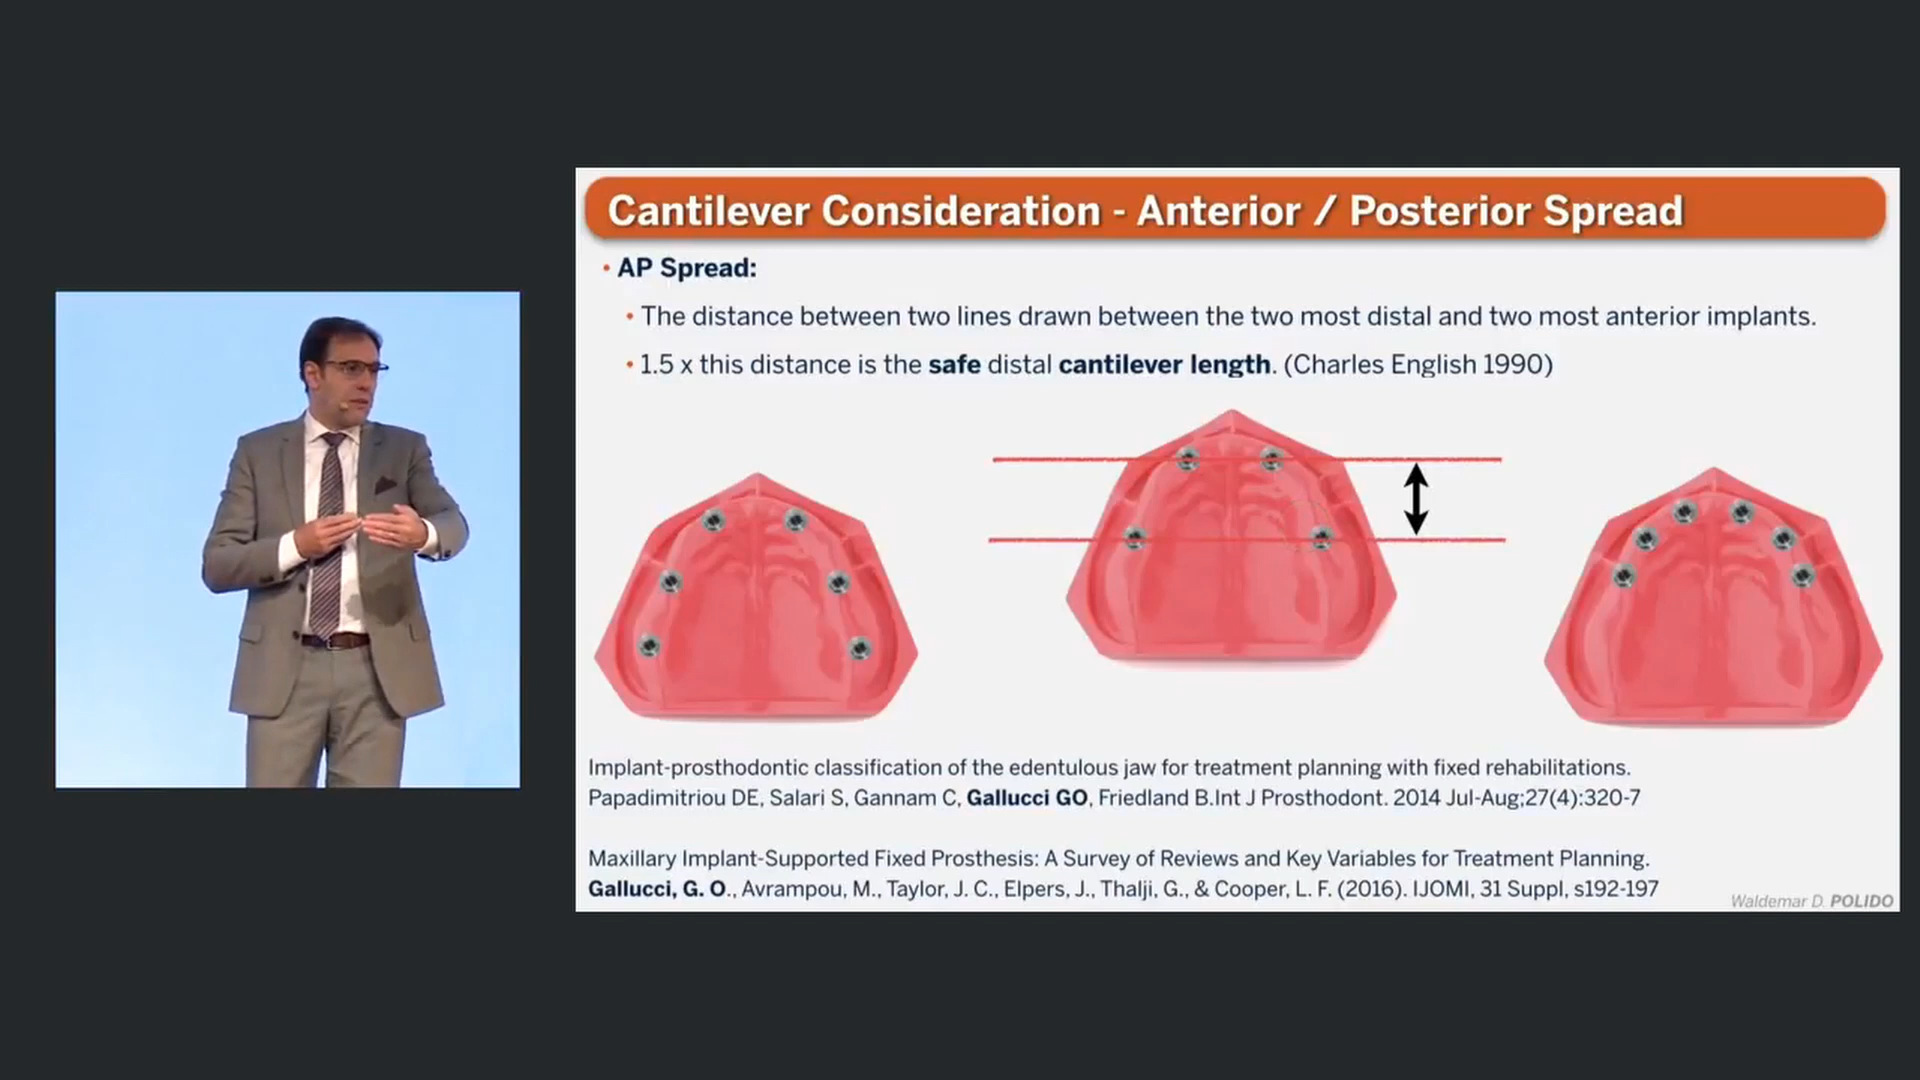 Cantilever Consideration - Anterior / Posterior Spread
• AP Spread:
• The distance between two lines drawn between the two most distal and two most anterior implants.
• 1.5 x this distance is the safe distal cantilever length. (Charles English 1990)
Implant-prosthodontic classification of the edentulous jaw for treatment planning with fixed rehabilitations.
Papadimitriou DE, Salari S, Gannam C, Gallucci GO, Friedland B.Int J Prosthodont. 2014 Jul-Aug;27(4):320-7
Maxillary Implant-Supported Fixed Prosthesis: A Survey of Reviews and Key Variables for Treatment Planning.
Gallucci, G. O., Avrampou, M., Taylor, J. C., Elpers, J., Thalji, G., & Cooper, L. F. (2016). IJOMI, 31 Suppl, s192-197
Waldemar D. POLIDO